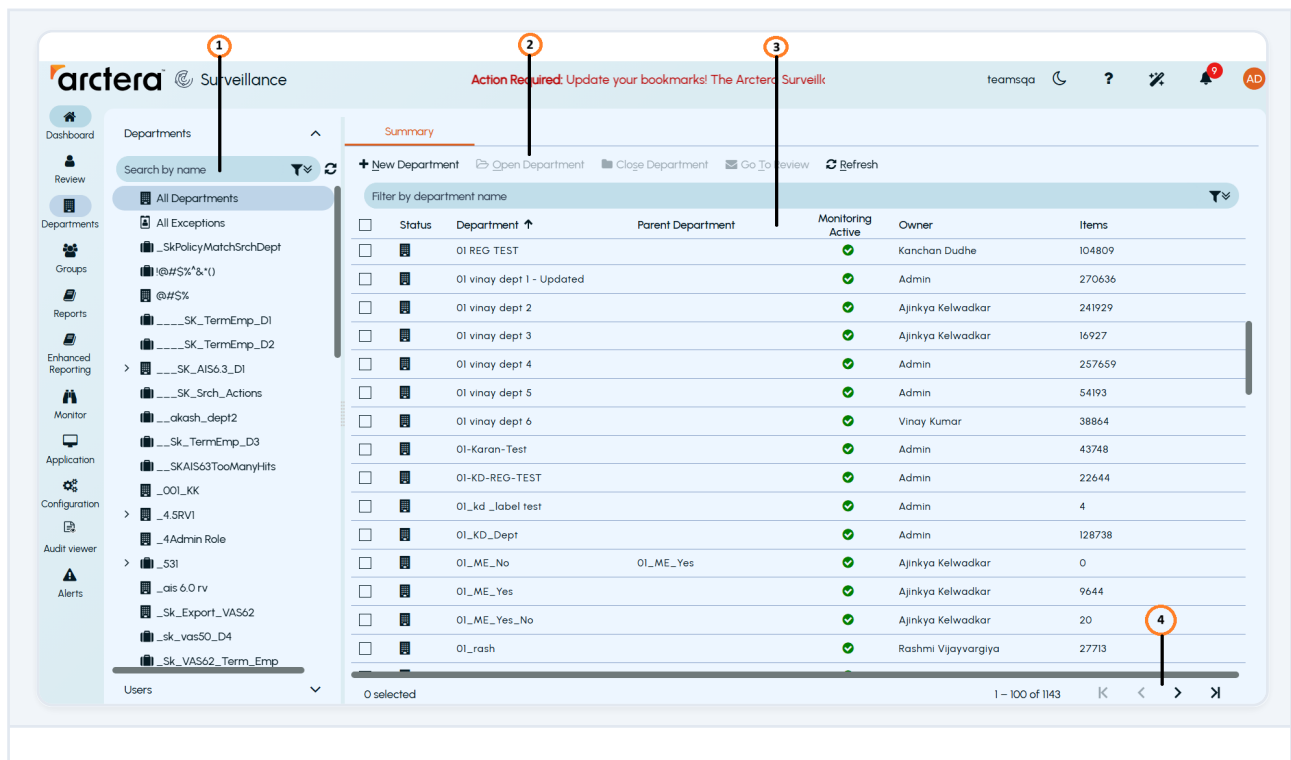 1
2
3
arctera™ Surveillance
Action Required: Update your bookmarks! The Arctera Surveill
teamsqa
?
9
AD
Dashboard
Review
Departments
Groups
Reports
Enhanced
Reporting
Monitor
Application
Configuration
Audit viewer
Alerts
Departments
Search by name
All Departments
All Exceptions
_SkPolicyMatchSrchDept
!@#$%^&*()
@#$%
____SK_TermEmp_D1
____SK_TermEmp_D2
___SK_AIS6.3_D1
___SK_Srch_Actions
__akash_dept2
__Sk_TermEmp_D3
__SKAIS63TooManyHits
_001_KK
_4.5RV1
_4Admin Role
_531
_ais 6.0 rv
_Sk_Export_VAS62
_sk_vas50_D4
_Sk_VAS62_Term_Emp
Users
Summary
New Department Open Department Close Department Go To Review Refresh
Filter by department name
Status Department ↑ Parent Department Monitoring Active Owner Items
01 REG TEST Kanchan Dudhe 104809
01 vinay dept 1 - Updated Admin 270636
01 vinay dept 2 Ajinkya Kelwadkar 241929
01 vinay dept 3 Ajinkya Kelwadkar 16927
01 vinay dept 4 Admin 257659
01 vinay dept 5 Admin 54193
01 vinay dept 6 Vinay Kumar 38864
01-Karan-Test Admin 43748
01-KD-REG-TEST Admin 22644
01_kd _label test Admin 4
01_KD_Dept Admin 128738
01_ME_No 01_ME_Yes Ajinkya Kelwadkar 0
01_ME_Yes Ajinkya Kelwadkar 9644
01_ME_Yes_No Ajinkya Kelwadkar 20
4
01_rash Rashmi Vijayvargiya 27713
0 selected
1 – 100 of 1143